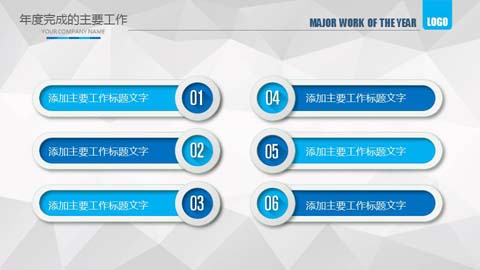 年度完成的主要工作
YOUR COMPANY NAME
MAJOR WORK OF THE YEAR
LOGO
添加主要工作标题文字 01
添加主要工作标题文字 02
添加主要工作标题文字 03
04 添加主要工作标题文字
05 添加主要工作标题文字
06 添加主要工作标题文字